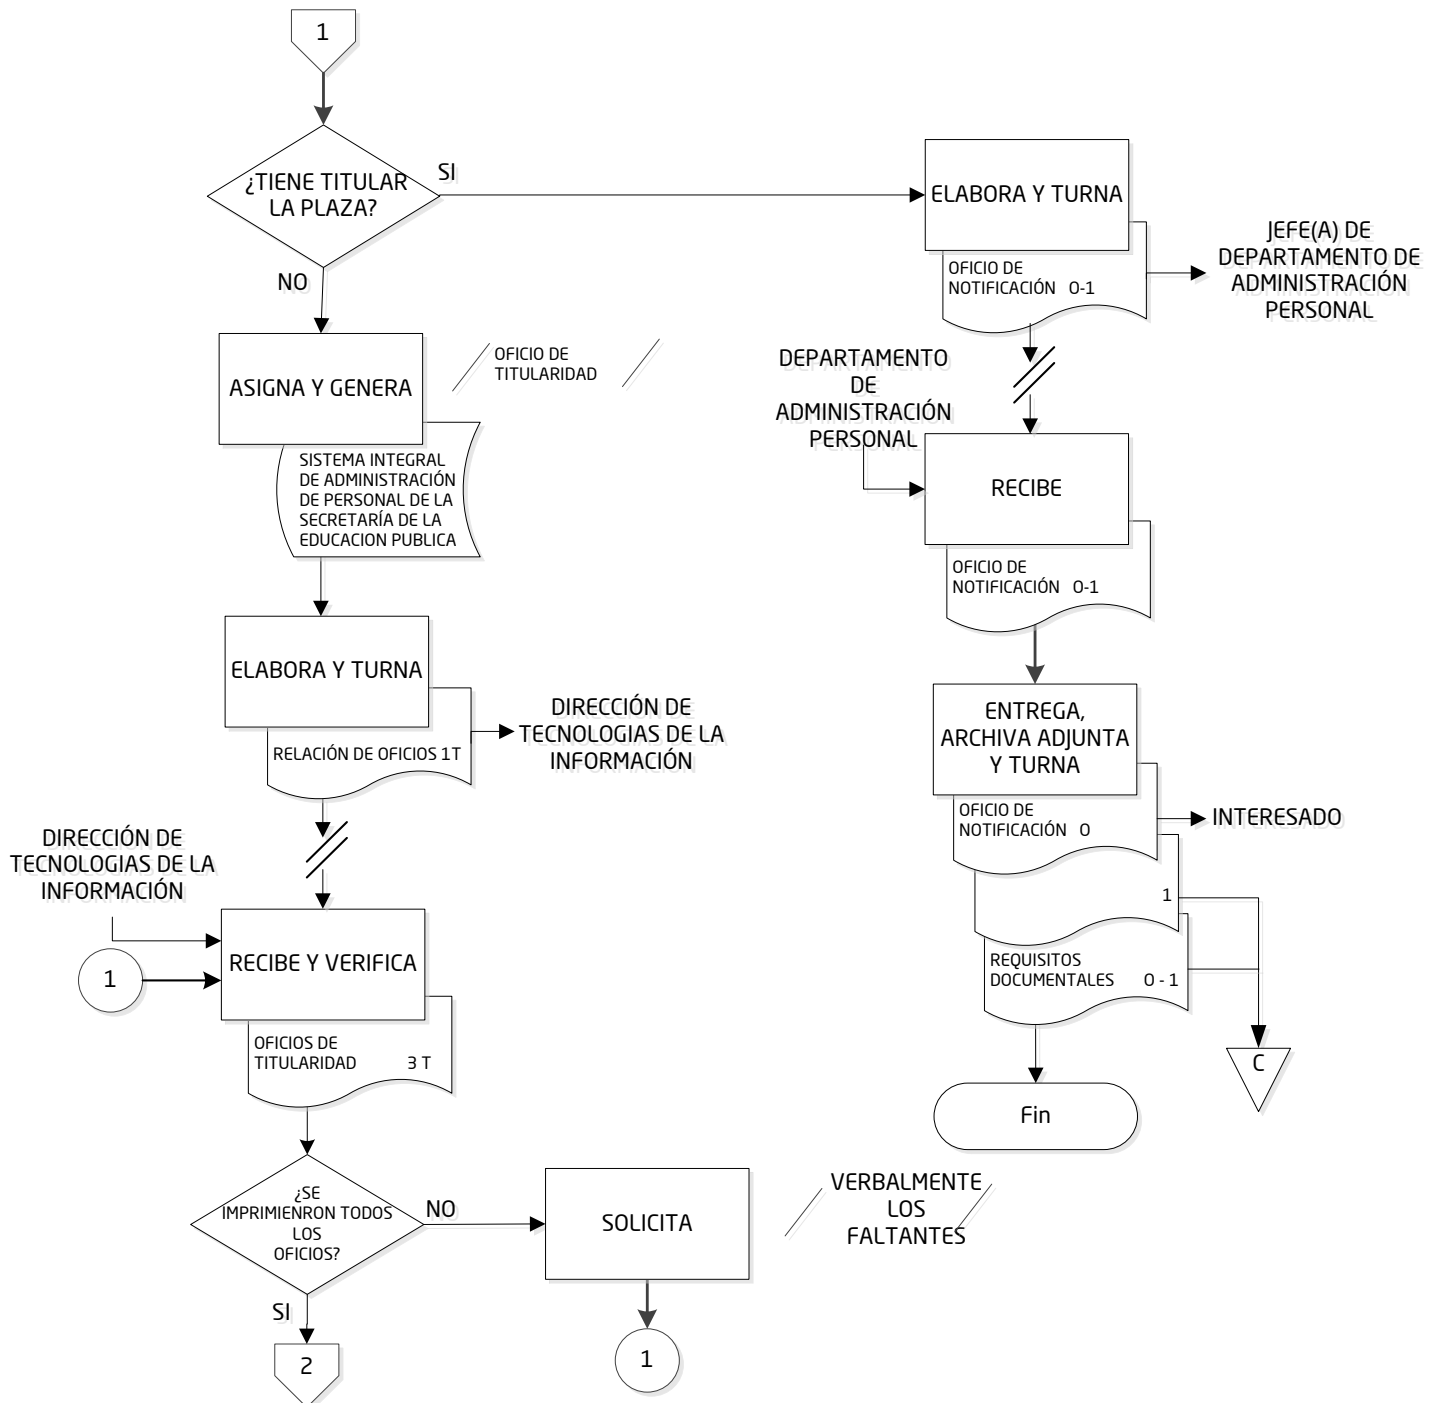 1
¿TIENE TITULAR
LA PLAZA?
SI
NO
ASIGNA Y GENERA
OFICIO DE
TITULARIDAD
SISTEMA INTEGRAL
DE ADMINISTRACIÓN
DE PERSONAL DE LA
SECRETARÍA DE LA
EDUCACION PUBLICA
ELABORA Y TURNA
RELACIÓN DE OFICIOS 1T
DIRECCIÓN DE
TECNOLOGIAS DE LA
INFORMACIÓN
DIRECCIÓN DE
TECNOLOGIAS DE LA
INFORMACIÓN
1
RECIBE Y VERIFICA
OFICIOS DE
TITULARIDAD 3 T
¿SE
IMPRIMIENRON TODOS
LOS
OFICIOS?
NO
SI
2
SOLICITA
VERBALMENTE
LOS
FALTANTES
1
ELABORA Y TURNA
OFICIO DE
NOTIFICACIÓN 0-1
JEFE(A) DE
DEPARTAMENTO DE
ADMINISTRACIÓN
PERSONAL
DEPARTAMENTO
DE
ADMINISTRACIÓN
PERSONAL
RECIBE
OFICIO DE
NOTIFICACIÓN 0-1
ENTREGA,
ARCHIVA ADJUNTA
Y TURNA
OFICIO DE
NOTIFICACIÓN 0
INTERESADO
1
REQUISITOS
DOCUMENTALES 0 - 1
C
Fin